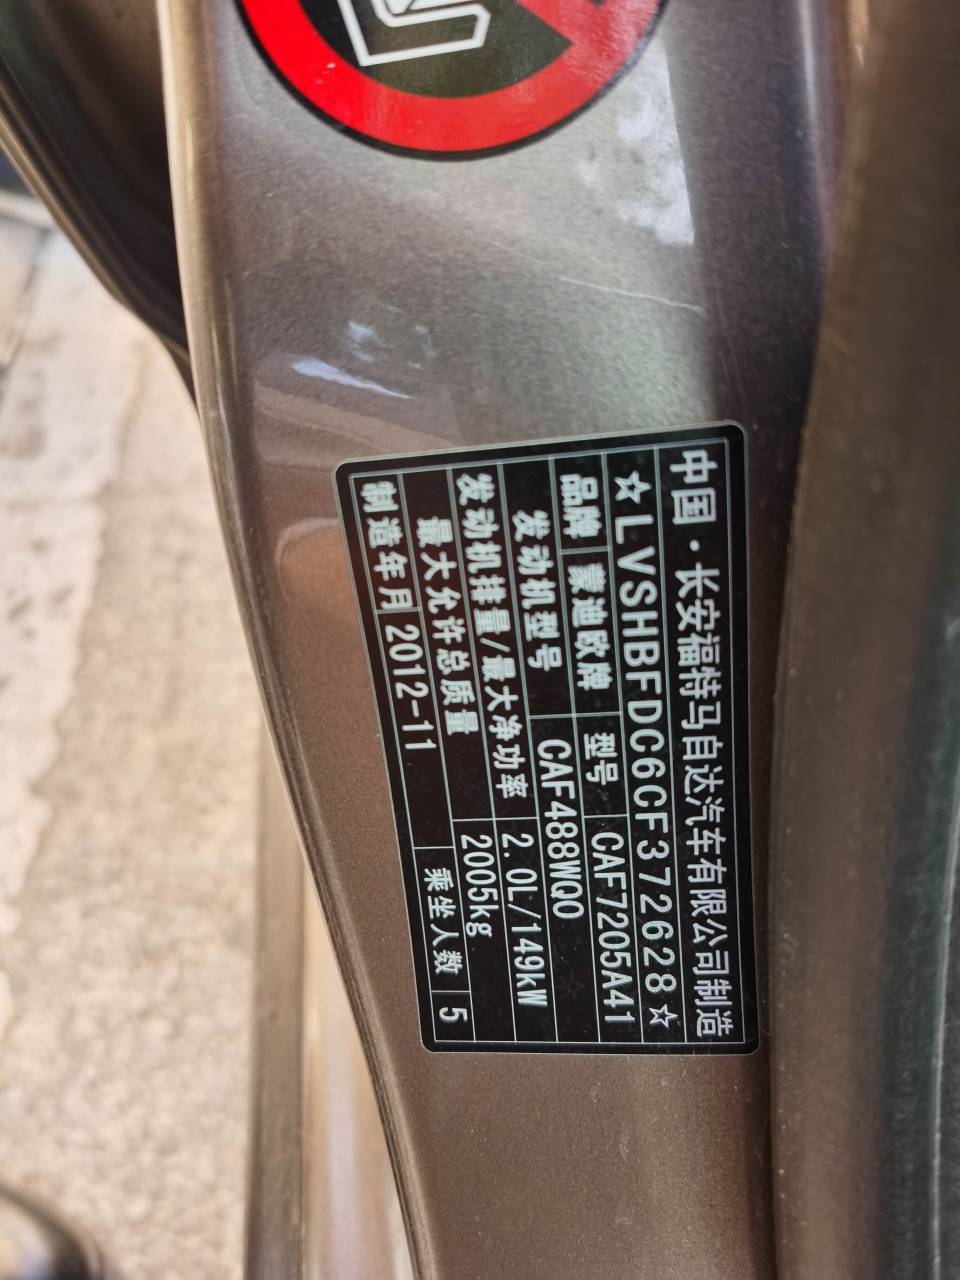 中国·长安福特马自达汽车有限公司制造
☆LVSHBFDC6CF372628☆
品牌 蒙迪欧牌 型号 CAF7205A41
发动机型号 CAF488WQ0
发动机排量/最大净功率 2.0L/149kW
最大允许总质量 2005kg
制造年月 2012-11 乘坐人数 5